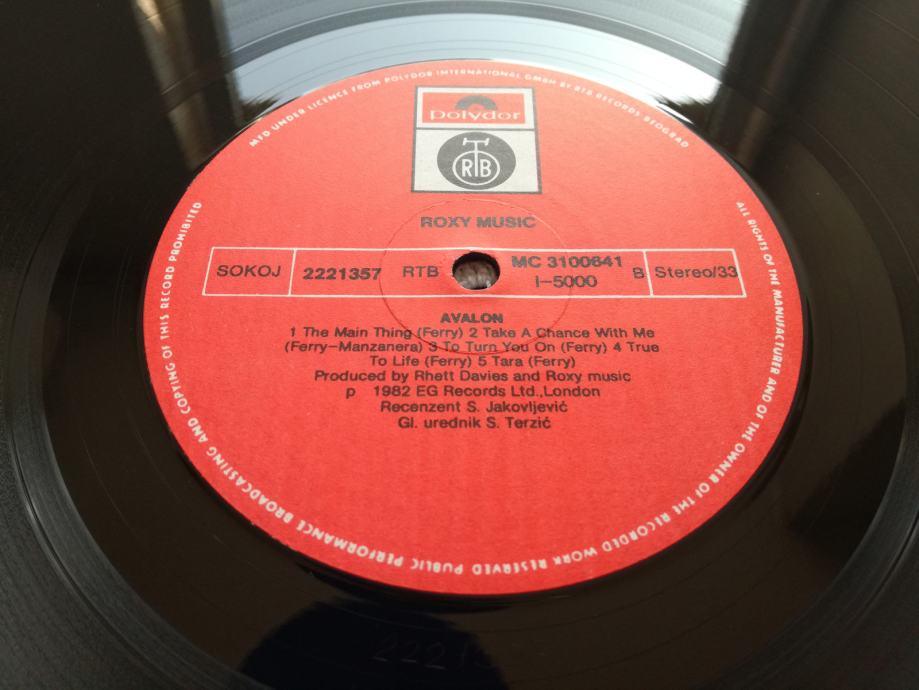 MFD UNDER LICENCE FROM POLYDOR INTERNATIONAL GMBH BY RTB RECORDS BEOGRAD
polydor
RTB
ROXY MUSIC
SOKOJ 2221357 RTB MC 3100641 B Stereo/33
I-5000
AVALON
1 The Main Thing (Ferry) 2 Take A Chance With Me
(Ferry-Manzanera) 3 To Turn You On (Ferry) 4 True
To Life (Ferry) 5 Tara (Ferry)
Produced by Rhett Davies and Roxy music
p 1982 EG Records Ltd.,London
Recenzent S. Jakovljević
Gl. urednik S. Terzić
ALL RIGHTS OF THE MANUFACTURER AND OF THE OWNER OF THE RECORDED WORK RESERVED PUBLIC PERFORMANCE BROADCASTING AND COPYING OF THIS RECORD PROHIBITED